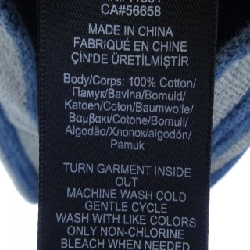 CA#56658
MADE IN CHINA
FABRIQUÉ EN CHINE
ÇİN'DE ÜRETİLMİŞTİR
Body/Corps: 100% Cotton/
Памук/Bavlna/Bomuld/
Katoen/Coton/Baumwolle/
Βαμβάκι/Cotone/Bomull/
Algodão/Хлопок/algodón/
Pamuk
TURN GARMENT INSIDE
OUT
MACHINE WASH COLD
GENTLE CYCLE
WASH WITH LIKE COLORS
ONLY NON-CHLORINE
BLEACH WHEN NEEDED